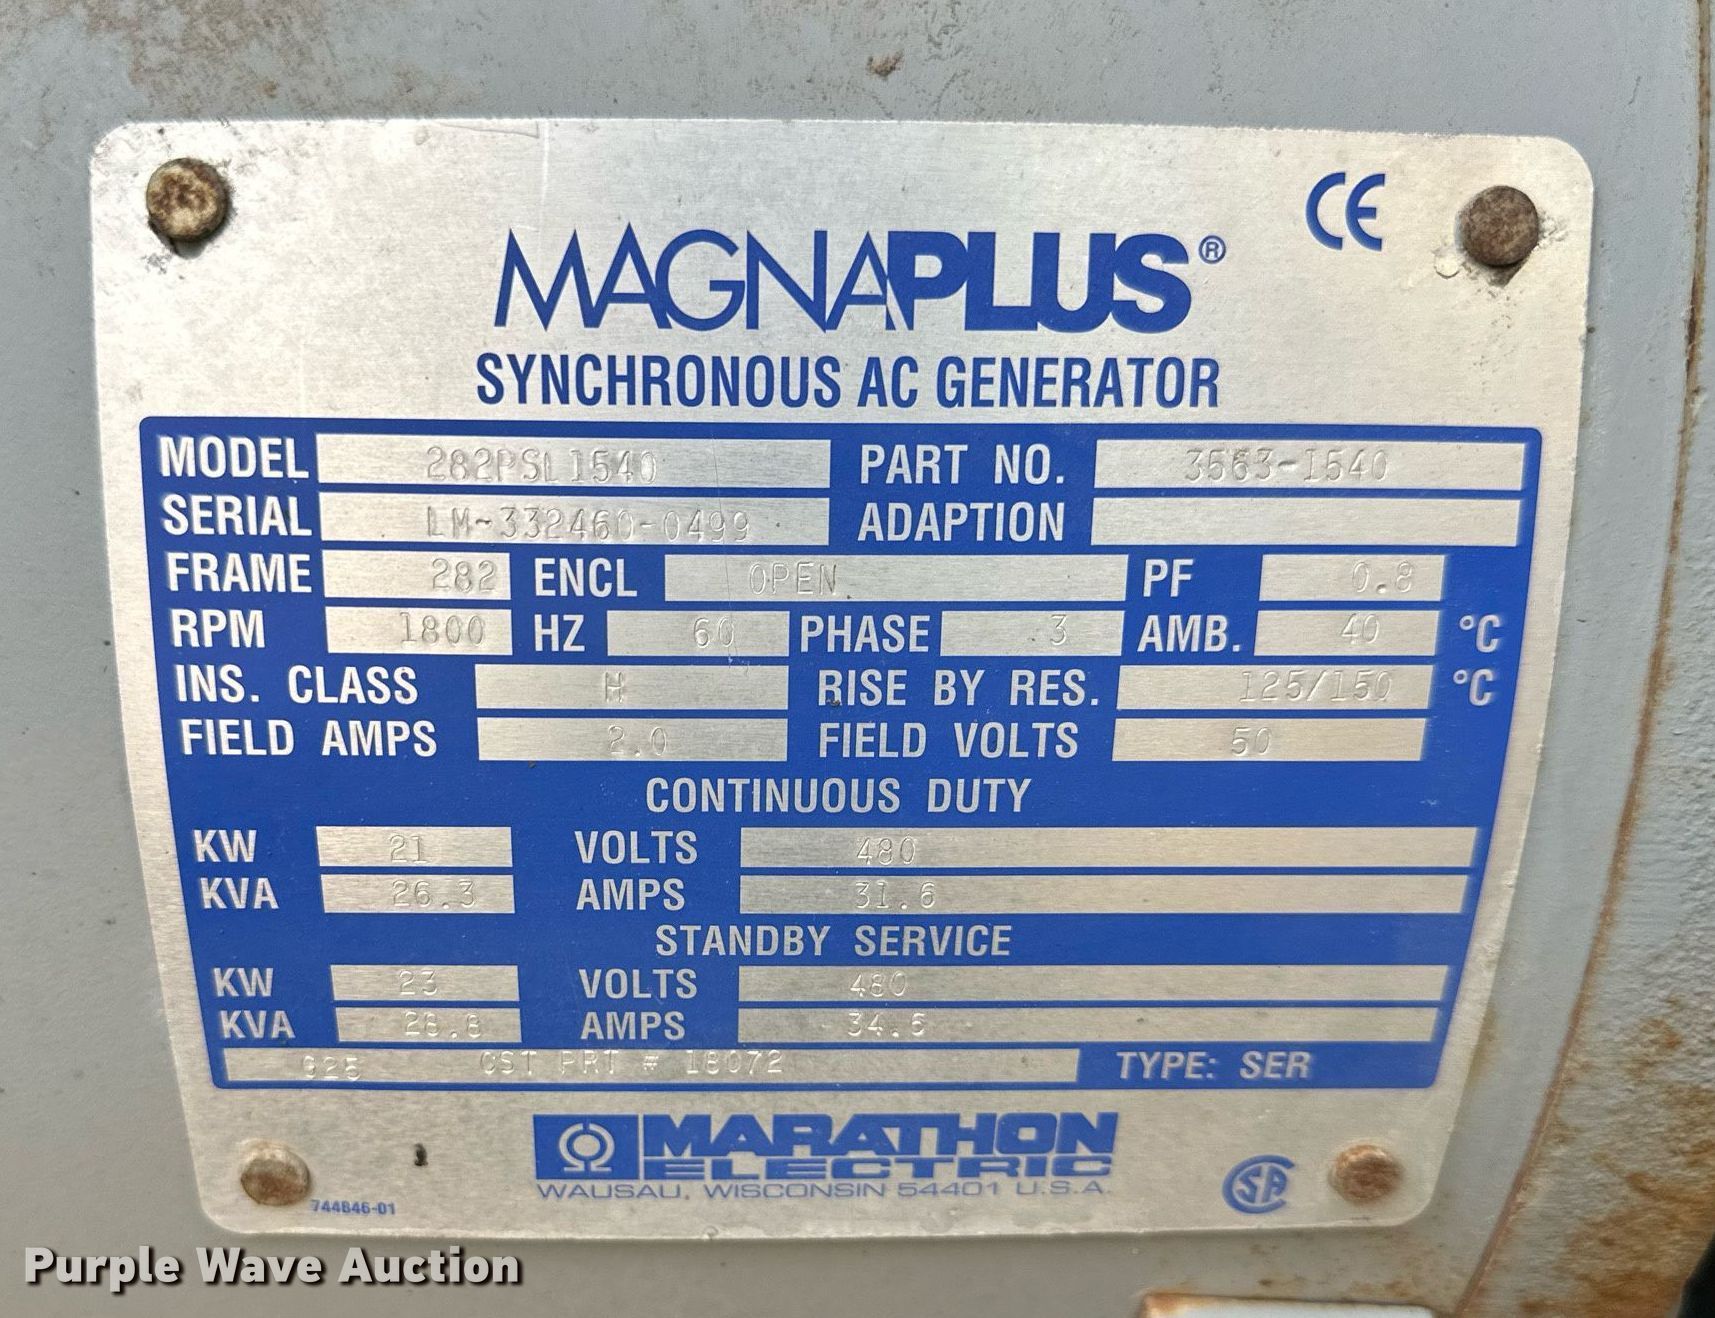 CE
MAGNAPLUS®
SYNCHRONOUS AC GENERATOR
MODEL 282PSL1540 PART NO. 3563-1540
SERIAL LM-332460-0499 ADAPTION
FRAME 282 ENCL OPEN PF 0.8
RPM 1800 HZ 60 PHASE 3 AMB. 40 °C
INS. CLASS H RISE BY RES. 125/150 °C
FIELD AMPS 2.0 FIELD VOLTS 50
CONTINUOUS DUTY
KW 21 VOLTS 480
KVA 26.3 AMPS 31.6
STANDBY SERVICE
KW 23 VOLTS 480
KVA 28.8 AMPS
CST PRT # 18072 TYPE: SER
MARATHON
ELECTRIC
WAUSAU, WISCONSIN 54401 U.S.A.
744846-01
Purple Wave Auction